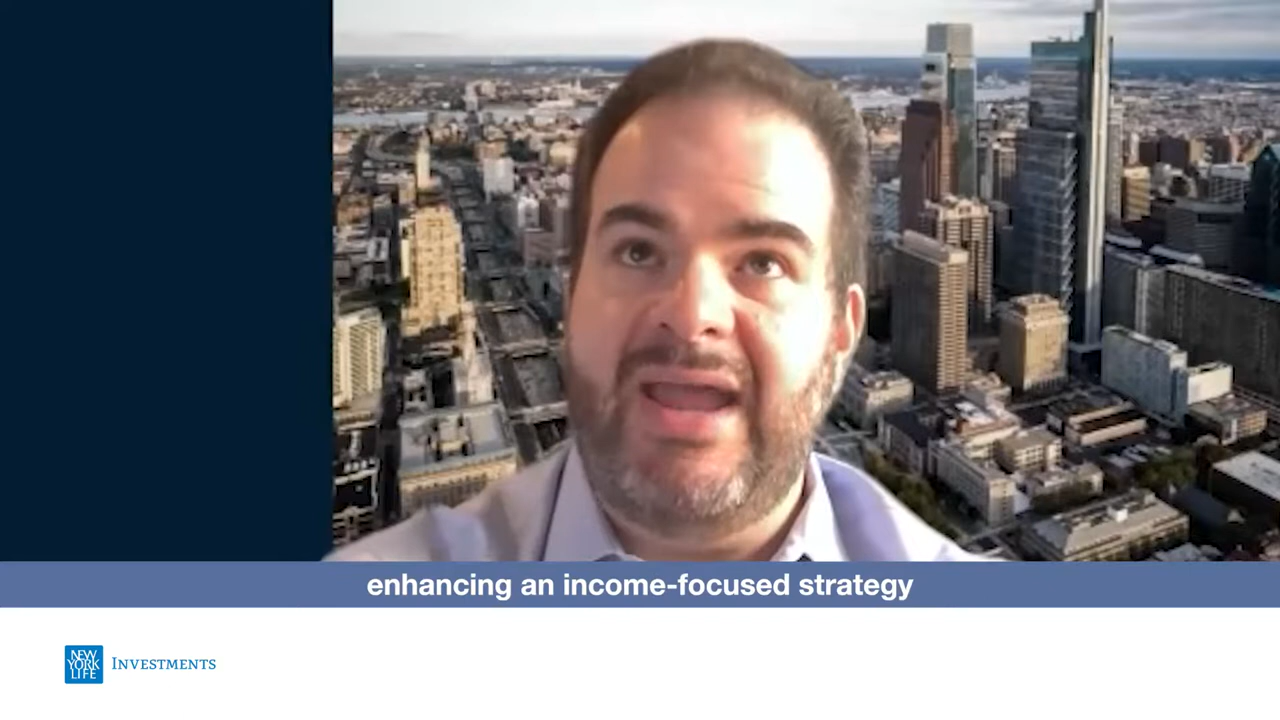 enhancing an income-focused strategy
NEW
YORK
LIFE
INVESTMENTS